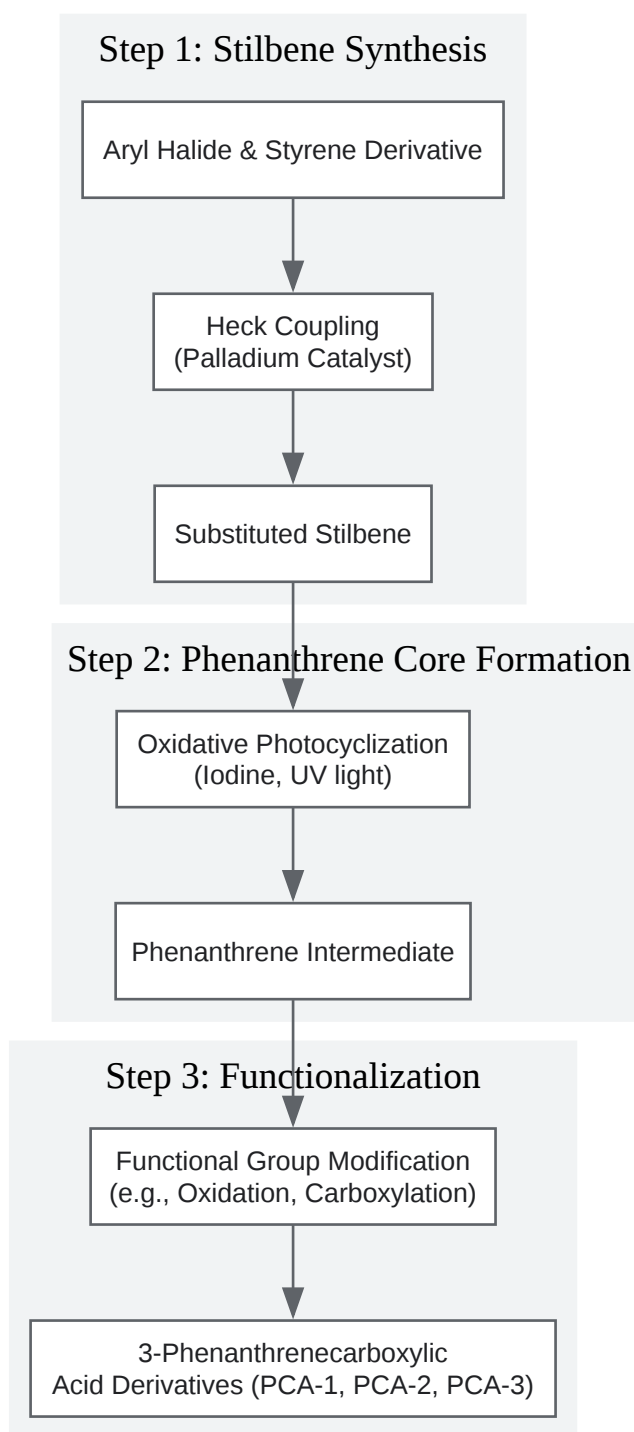 Step 1: Stilbene Synthesis
Aryl Halide & Styrene Derivative
Heck Coupling
(Palladium Catalyst)
Substituted Stilbene
Step 2: Phenanthrene Core Formation
Oxidative Photocyclization
(Iodine, UV light)
Phenanthrene Intermediate
Step 3: Functionalization
Functional Group Modification
(e.g., Oxidation, Carboxylation)
3-Phenanthrenecarboxylic
Acid Derivatives (PCA-1, PCA-2, PCA-3)